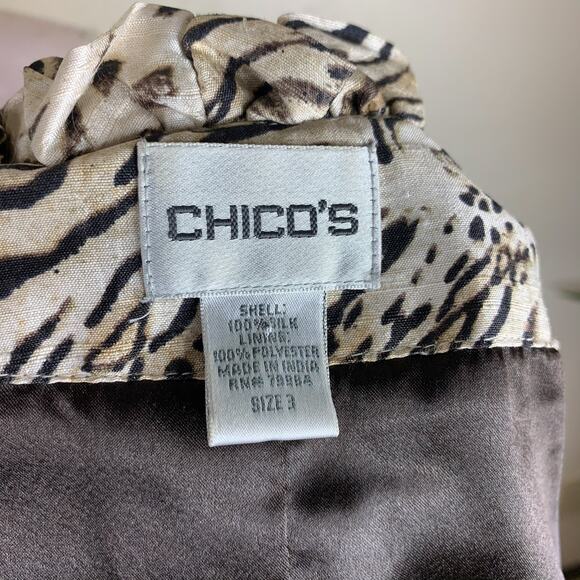 CHICO'S
SHELL:
100% SILK
LINING:
100% POLYESTER
MADE IN INDIA
RN# 79984
SIZE 3